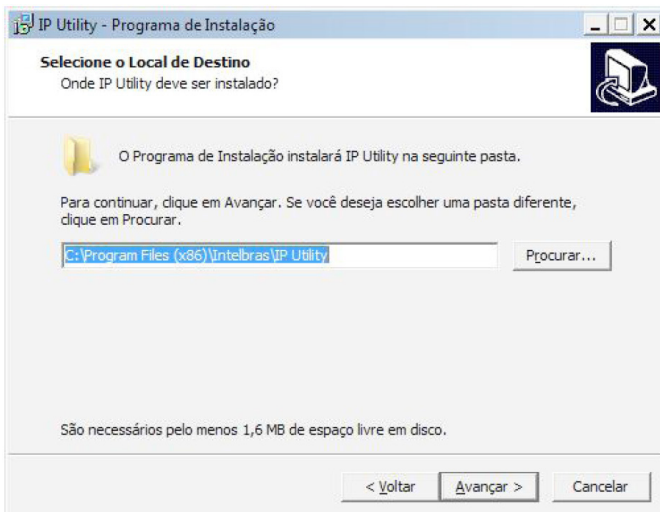 IP Utility - Programa de Instalação
Selecione o Local de Destino
Onde IP Utility deve ser instalado?
O Programa de Instalação instalará IP Utility na seguinte pasta.
Para continuar, clique em Avançar. Se você deseja escolher uma pasta diferente,
clique em Procurar.
C:\Program Files (x86)\Intelbras\IP Utility
Procurar...
São necessários pelo menos 1,6 MB de espaço livre em disco.
< Voltar
Avançar >
Cancelar